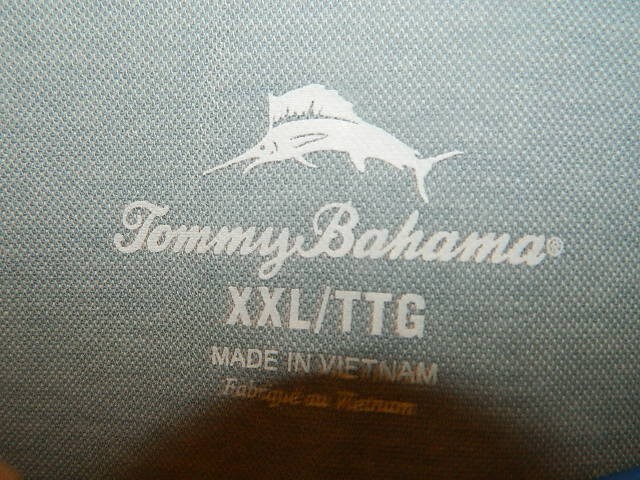 Tommy Bahama®
XXL/TTG
MADE IN VIETNAM
Fabriqué au Vietnam